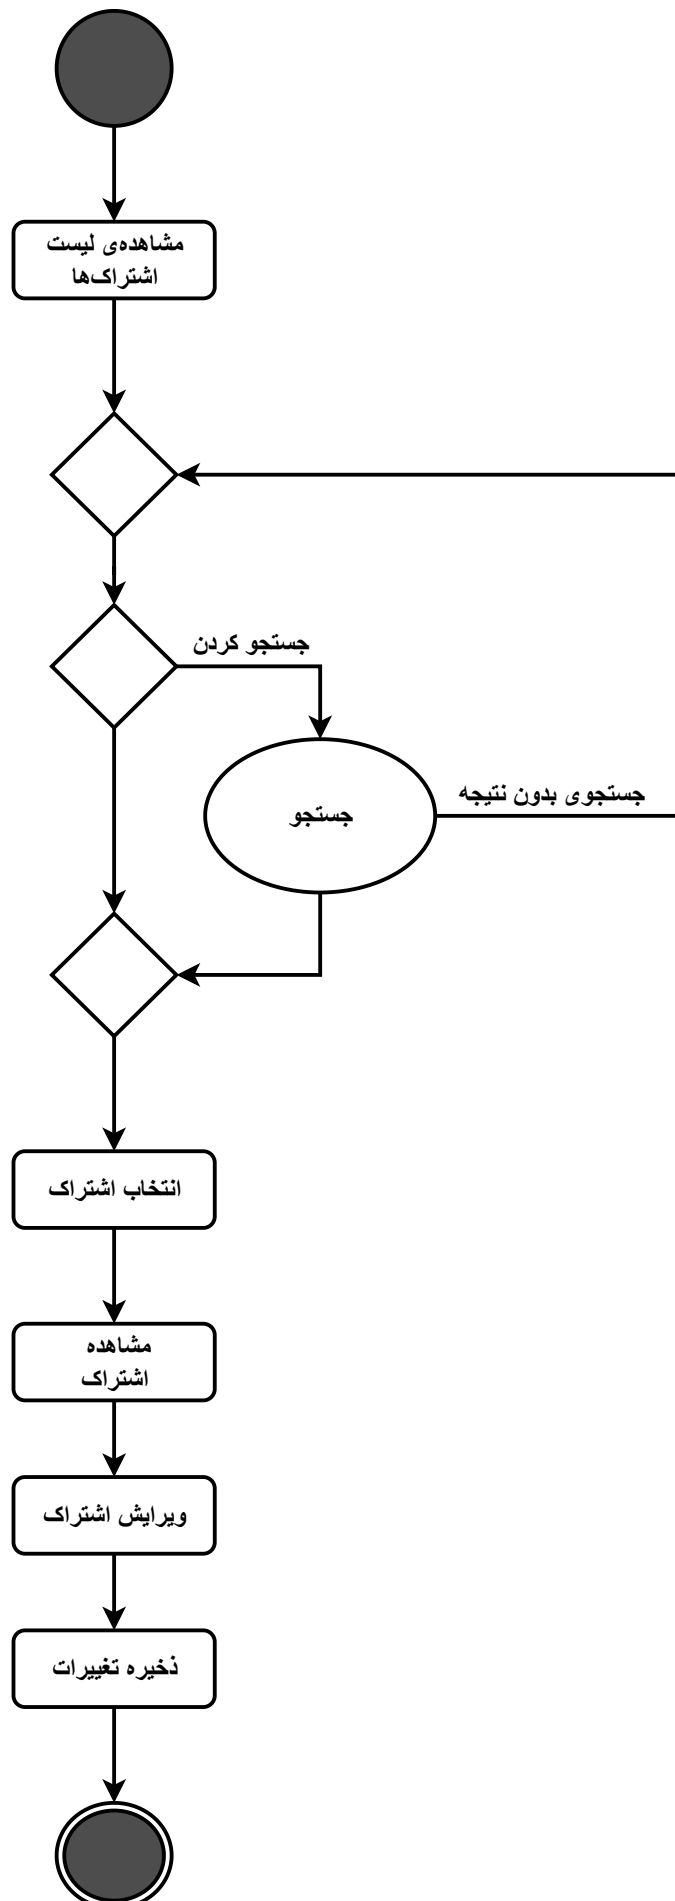 مشاهده‌ی لیست
اشتراک‌ها
جستجو کردن
جستجوی بدون نتیجه
جستجو
انتخاب اشتراک
مشاهده
اشتراک
ویرایش اشتراک
ذخیره تغییرات